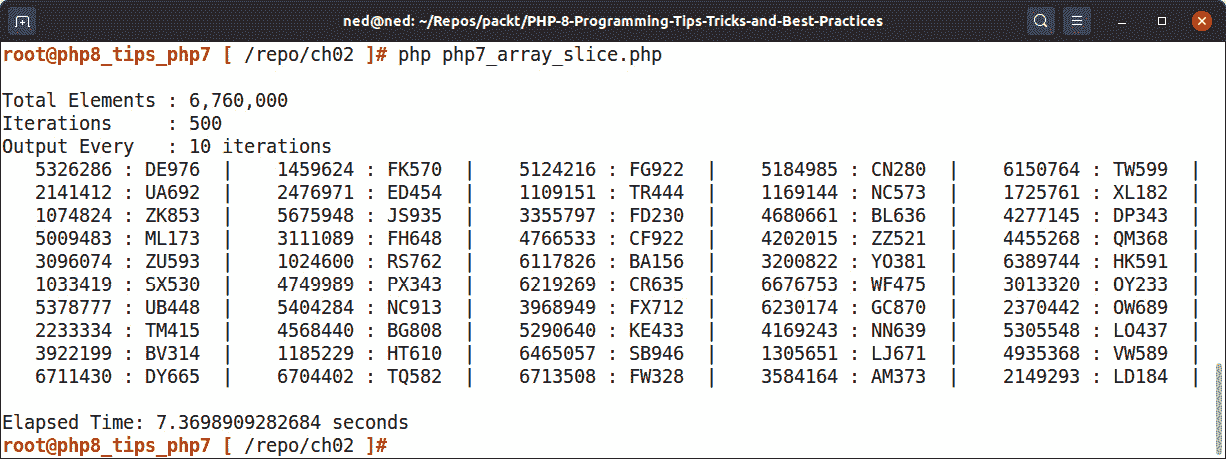 ned@ned: ~/Repos/packt/PHP-8-Programming-Tips-Tricks-and-Best-Practices
root@php8_tips_php7 [ /repo/ch02 ]# php php7_array_slice.php
Total Elements : 6,760,000
Iterations     : 500
Output Every   : 10 iterations
   5326286 : DE976  |    1459624 : FK570  |    5124216 : FG922  |    5184985 : CN280  |    6150764 : TW599  |
   2141412 : UA692  |    2476971 : ED454  |    1109151 : TR444  |    1169144 : NC573  |    1725761 : XL182  |
   1074824 : ZK853  |    5675948 : JS935  |    3355797 : FD230  |    4680661 : BL636  |    4277145 : DP343  |
   5009483 : ML173  |    3111089 : FH648  |    4766533 : CF922  |    4202015 : ZZ521  |    4455268 : QM368  |
   3096074 : ZU593  |    1024600 : RS762  |    6117826 : BA156  |    3200822 : YO381  |    6389744 : HK591  |
   1033419 : SX530  |    4749989 : PX343  |    6219269 : CR635  |    6676753 : WF475  |    3013320 : OY233  |
   5378777 : UB448  |    5404284 : NC913  |    3968949 : FX712  |    6230174 : GC870  |    2370442 : OW689  |
   2233334 : TM415  |    4568440 : BG808  |    5290640 : KE433  |    4169243 : NN639  |    5305548 : LO437  |
   3922199 : BV314  |    1185229 : HT610  |    6465057 : SB946  |    1305651 : LJ671  |    4935368 : VW589  |
   6711430 : DY665  |    6704402 : TQ582  |    6713508 : FW328  |    3584164 : AM373  |    2149293 : LD184  |
Elapsed Time: 7.3698909282684 seconds
root@php8_tips_php7 [ /repo/ch02 ]#